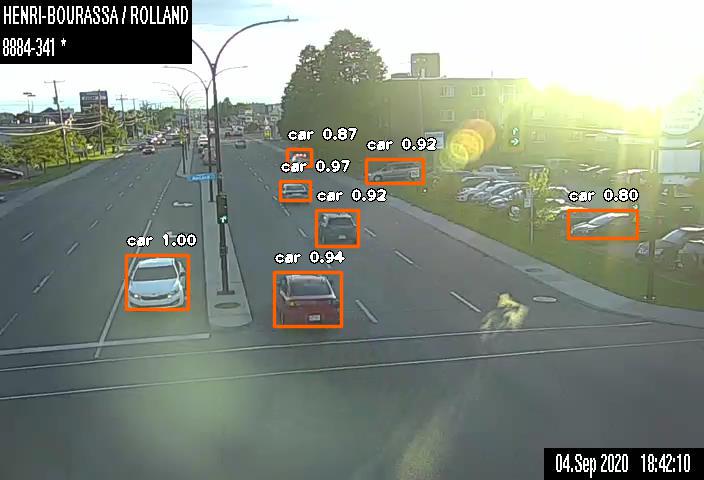 HENRI-BOURASSA / ROLLAND
8884-341 *
car 0.87
car 0.92
car 0.97
car 0.92
car 0.80
car 1.00
car 0.94
04.Sep 2020 18:42:10